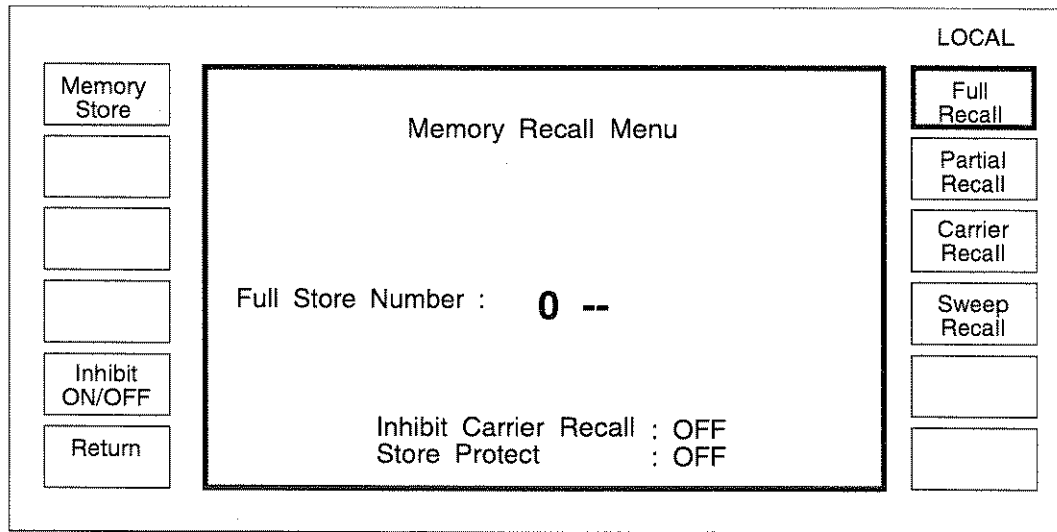 LOCAL
Memory
Store
Full
Recall
Memory Recall Menu
Partial
Recall
Carrier
Recall
Full Store Number : 0 --
Sweep
Recall
Inhibit
ON/OFF
Inhibit Carrier Recall : OFF
Store Protect : OFF
Return